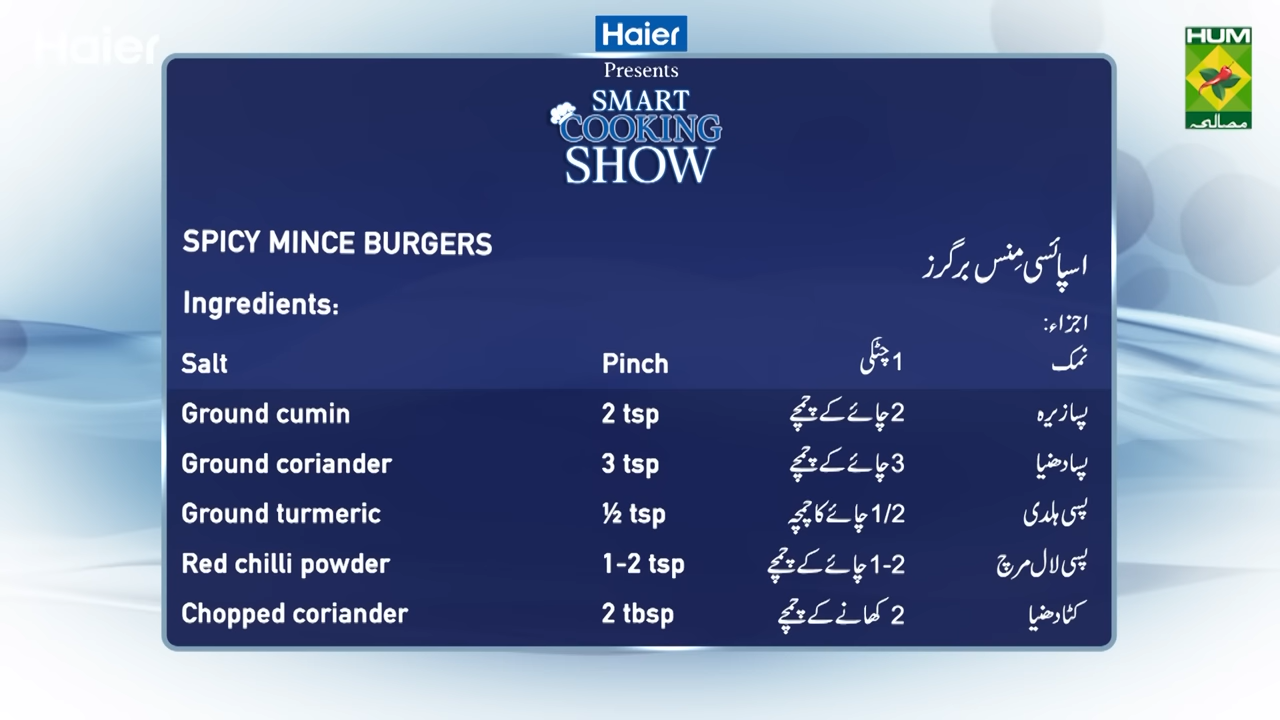 Haier
Haier
HUM
مصالحہ
Presents
SMART
COOKING
SHOW
SPICY MINCE BURGERS
اسپائسی مِنس برگرز
Ingredients:
اجزاء:
Salt Pinch 1 چٹکی نمک
Ground cumin 2 tsp 2 چائے کے چمچے پسا زیرہ
Ground coriander 3 tsp 3 چائے کے چمچے پسا دھنیا
Ground turmeric ½ tsp 1/2 چائے کا چمچہ پسی ہلدی
Red chilli powder 1-2 tsp 1-2 چائے کے چمچے پسی لال مرچ
Chopped coriander 2 tbsp 2 کھانے کے چمچے کٹا دھنیا